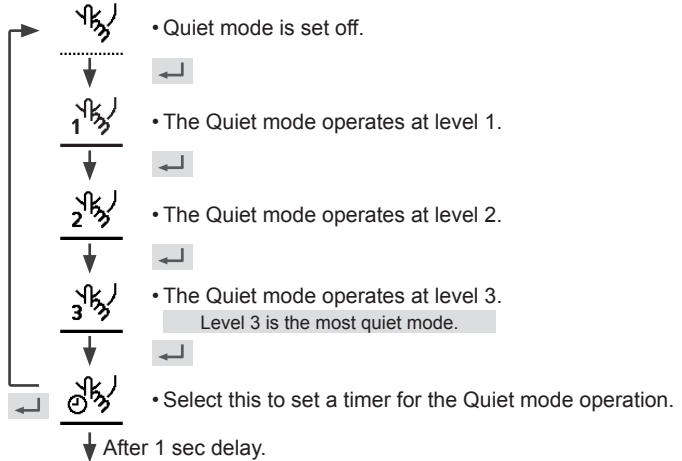 • Quiet mode is set off.
1
• The Quiet mode operates at level 1.
2
• The Quiet mode operates at level 2.
3
• The Quiet mode operates at level 3.
Level 3 is the most quiet mode.
• Select this to set a timer for the Quiet mode operation.
After 1 sec delay.